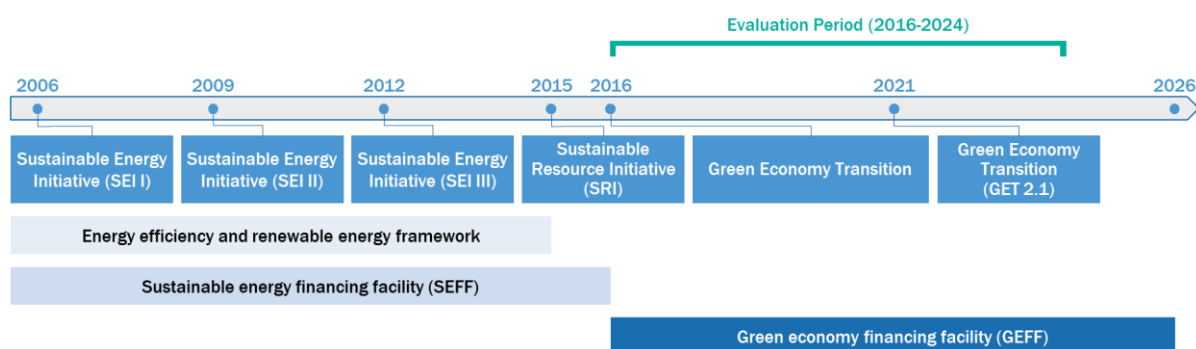 Evaluation Period (2016-2024)
2006
2009
2012
2015
2016
2021
2026
Sustainable Energy
Initiative (SEI I)
Sustainable Energy
Initiative (SEI II)
Sustainable Energy
Initiative (SEI III)
Sustainable
Resource Initiative
(SRI)
Green Economy Transition
Green Economy
Transition
(GET 2.1)
Energy efficiency and renewable energy framework
Sustainable energy financing facility (SEFF)
Green economy financing facility (GEFF)